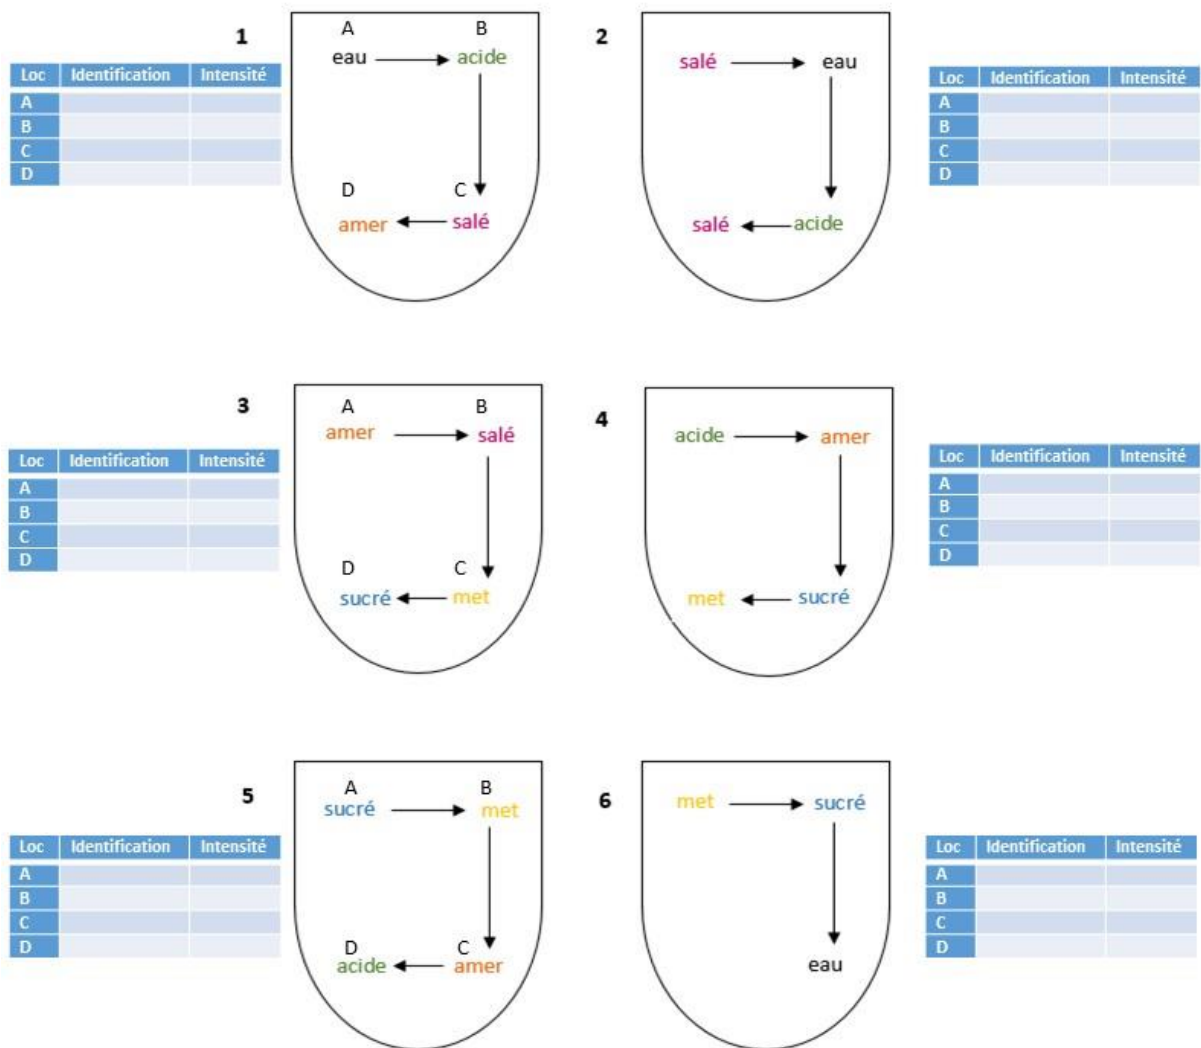 1
A B
eau acide
D C
amer salé
Loc Identification Intensité
A
B
C
D
2
salé eau
salé acide
Loc Identification Intensité
A
B
C
D
3
A B
amer salé
D C
sucré met
Loc Identification Intensité
A
B
C
D
4
acide amer
met sucré
Loc Identification Intensité
A
B
C
D
5
A B
sucré met
D C
acide amer
Loc Identification Intensité
A
B
C
D
6
met sucré
eau
Loc Identification Intensité
A
B
C
D